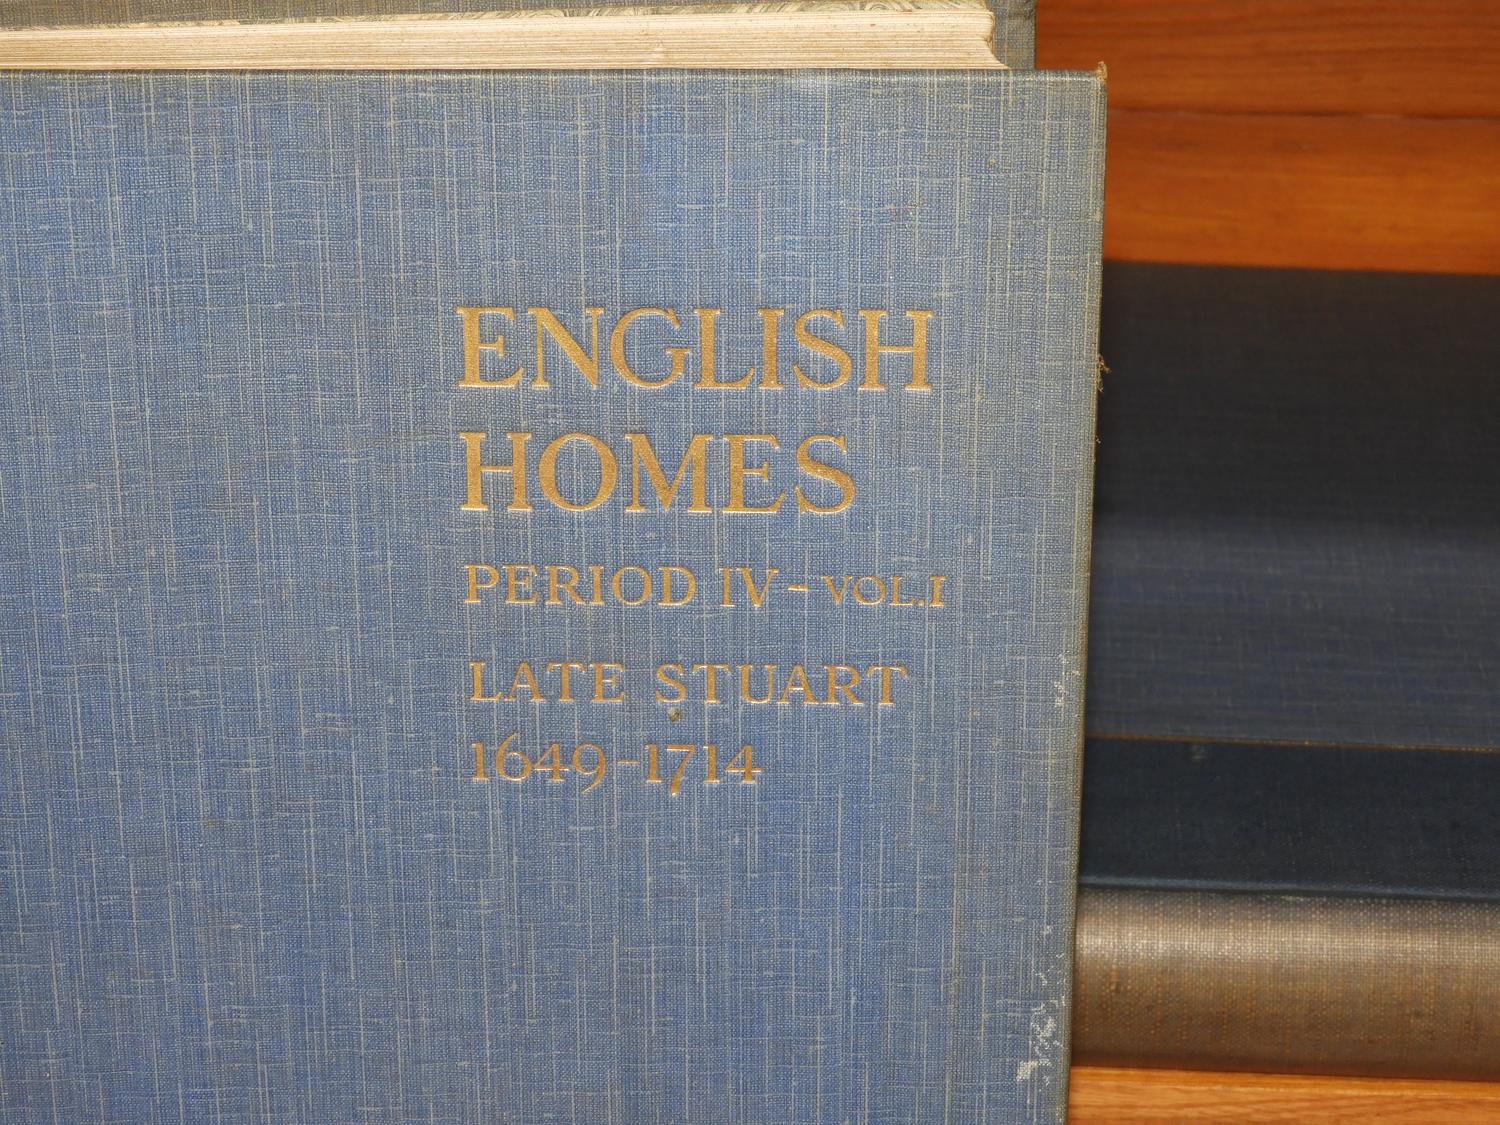 ENGLISH
HOMES
PERIOD IV - VOL.I
LATE STUART
1649-1714